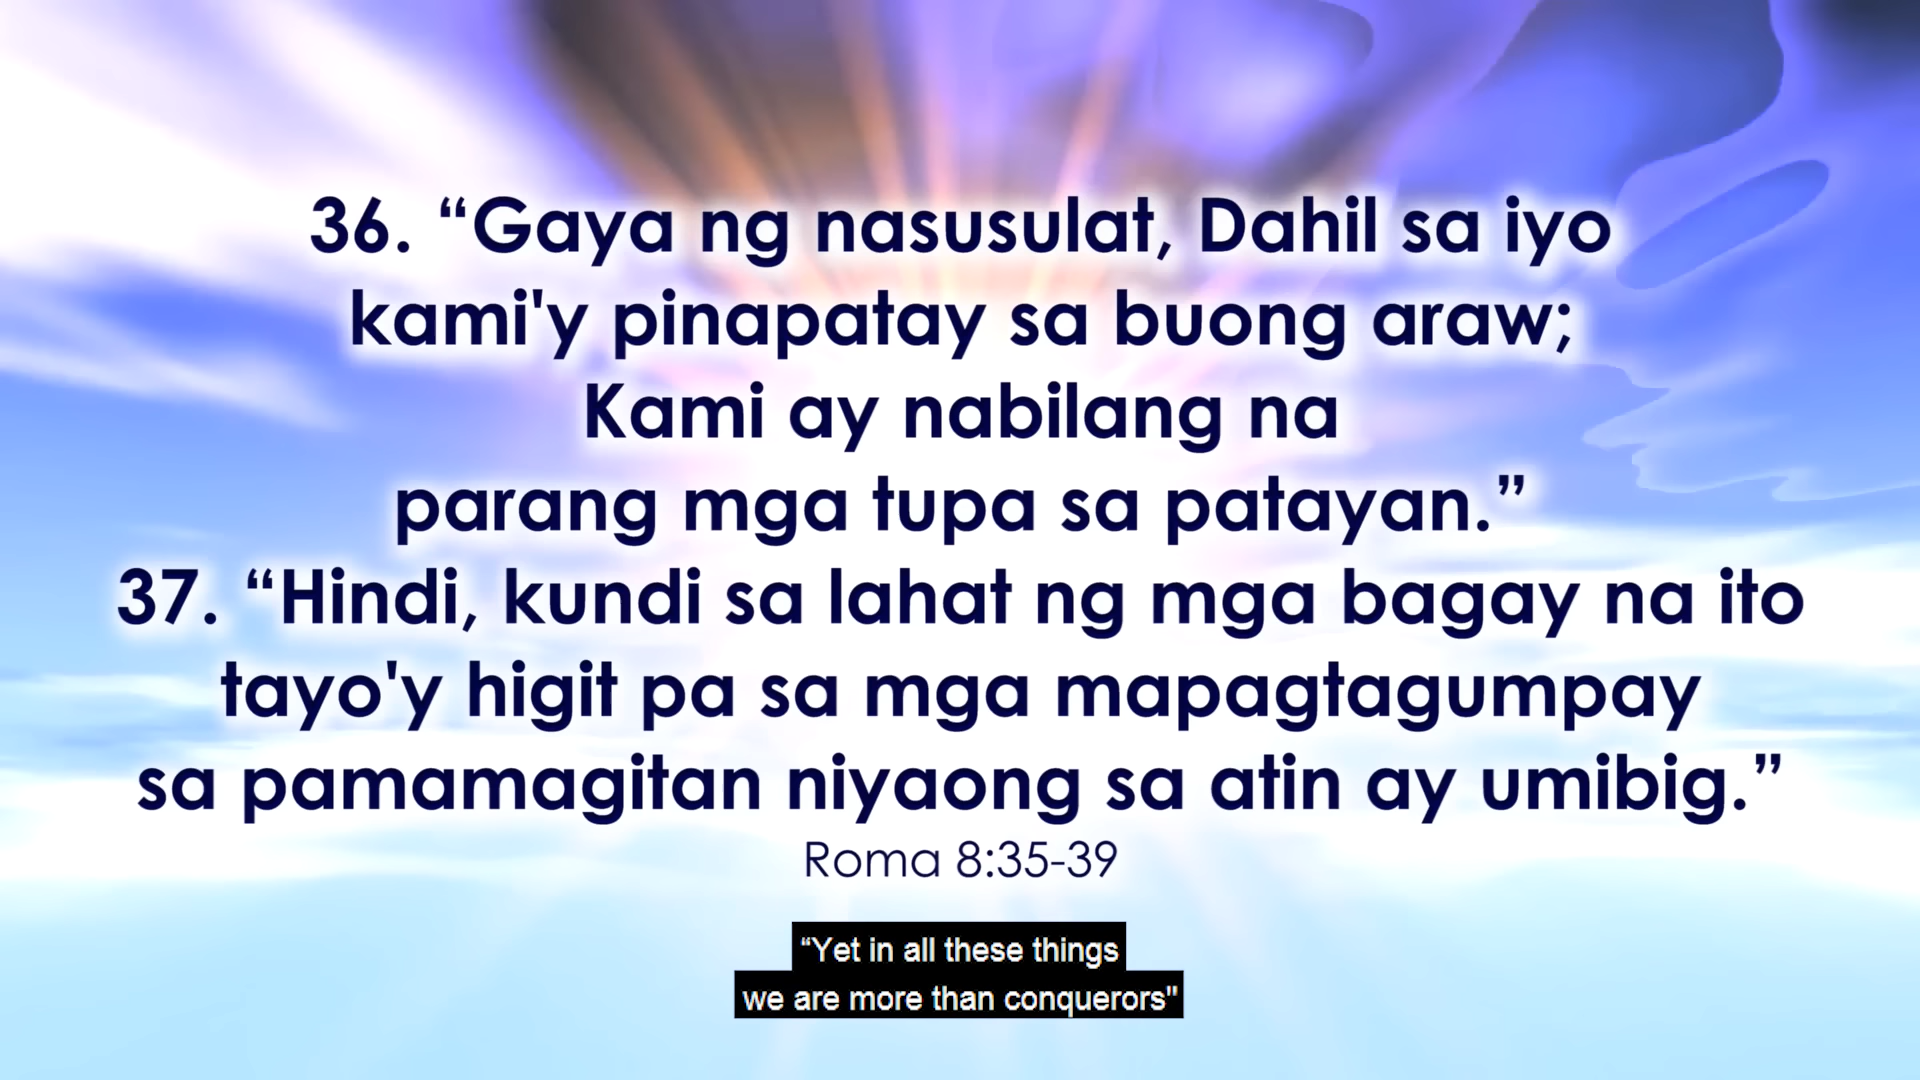 36. “Gaya ng nasusulat, Dahil sa iyo
kami'y pinapatay sa buong araw;
Kami ay nabilang na
parang mga tupa sa patayan.”
37. “Hindi, kundi sa lahat ng mga bagay na ito
tayo'y higit pa sa mga mapagtagumpay
sa pamamagitan niyaong sa atin ay umibig.”
Roma 8:35-39
“Yet in all these things
we are more than conquerors"